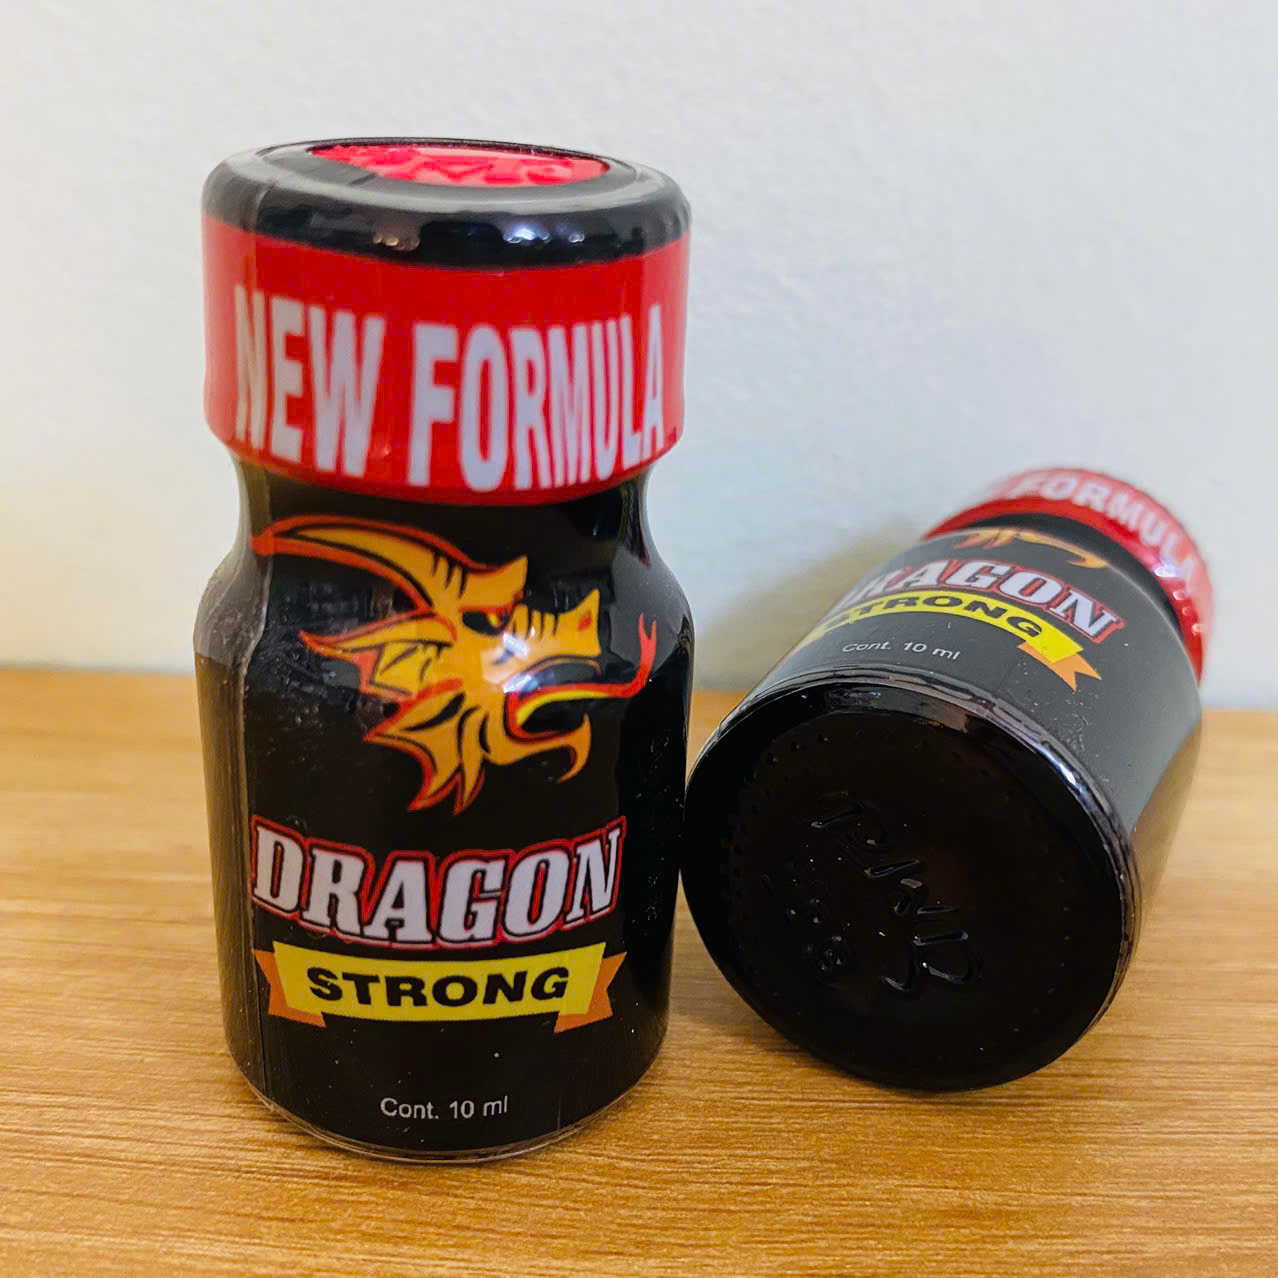 NEW FORMULA
DRAGON
STRONG
Cont. 10 ml
FORMULA
DRAGON
STRONG
Cont. 10 ml